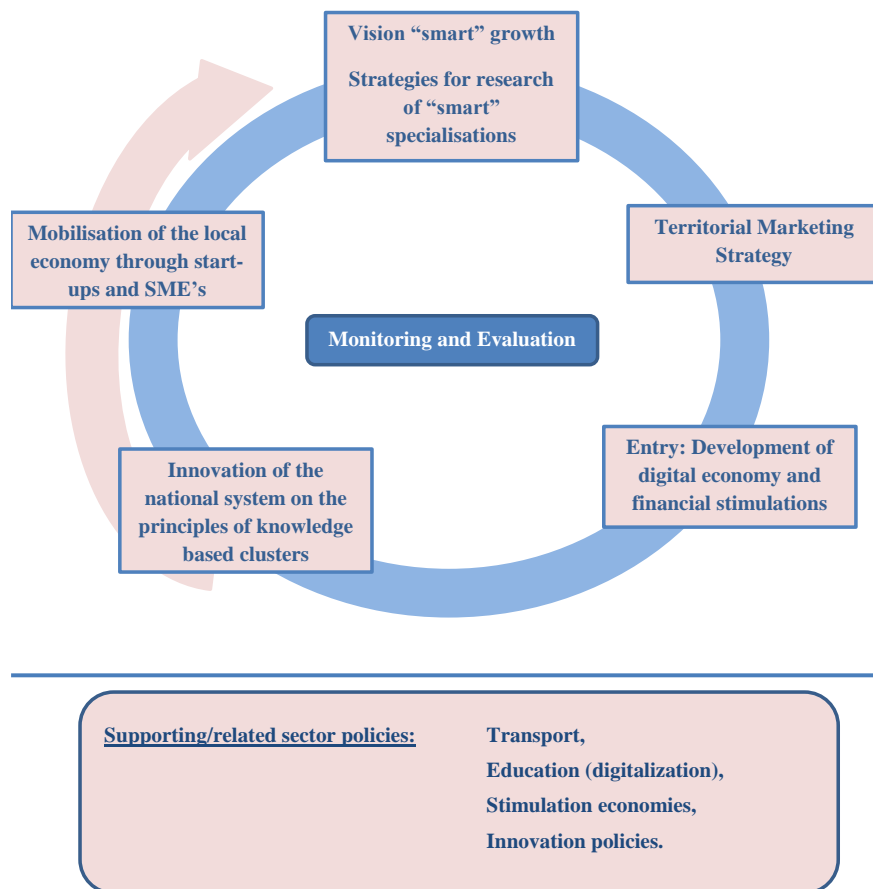 Vision “smart” growth
Strategies for research
of “smart”
specialisations
Territorial Marketing
Strategy
Mobilisation of the local
economy through start-
ups and SME’s
Monitoring and Evaluation
Entry: Development of
digital economy and
financial stimulations
Innovation of the
national system on the
principles of knowledge
based clusters
Supporting/related sector policies:
Transport,
Education (digitalization),
Stimulation economies,
Innovation policies.